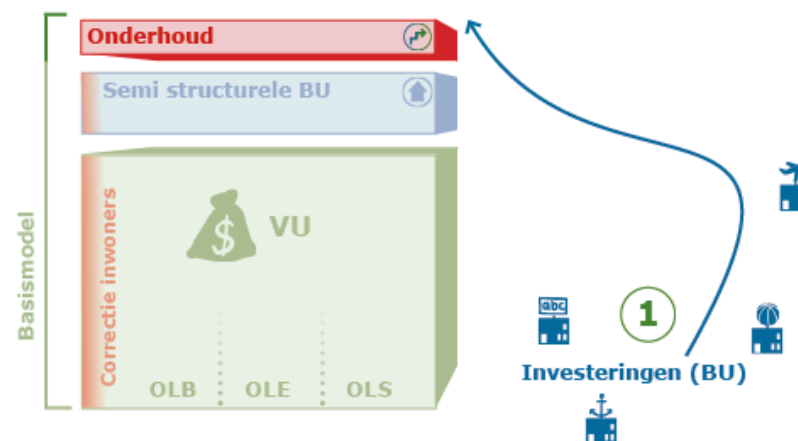 Onderhoud
Semi structurele BU
Basismodel
Correctie inwoners
$
VU
OLB
OLE
OLS
abc
1
Investeringen (BU)